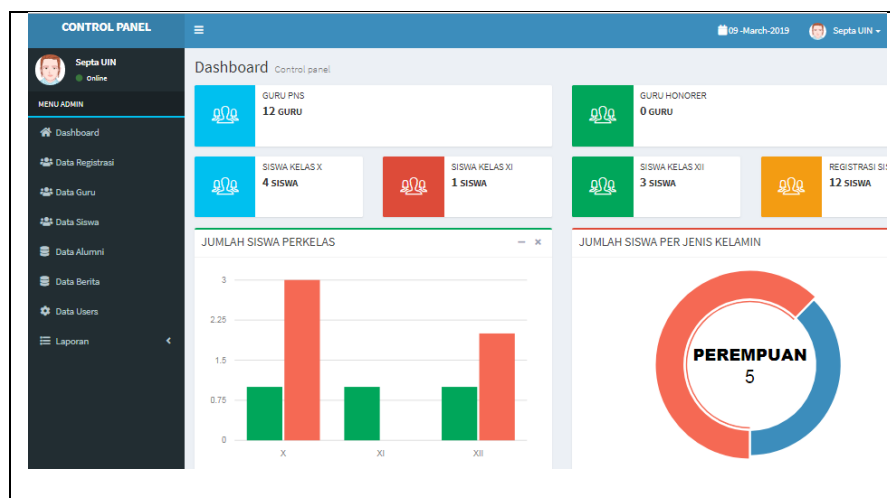 CONTROL PANEL
09 -March-2019
Septa UIN
Septa UIN
Online
MENU ADMIN
Dashboard
Data Registrasi
Data Guru
Data Siswa
Data Alumni
Data Berita
Data Users
Laporan
Dashboard Control panel
GURU PNS
12 GURU
GURU HONORER
0 GURU
SISWA KELAS X
4 SISWA
SISWA KELAS XI
1 SISWA
SISWA KELAS XII
3 SISWA
REGISTRASI SIS
12 SISWA
JUMLAH SISWA PERKELAS
3
2.25
1.5
0.75
0
X
XI
XII
JUMLAH SISWA PER JENIS KELAMIN
PEREMPUAN
5